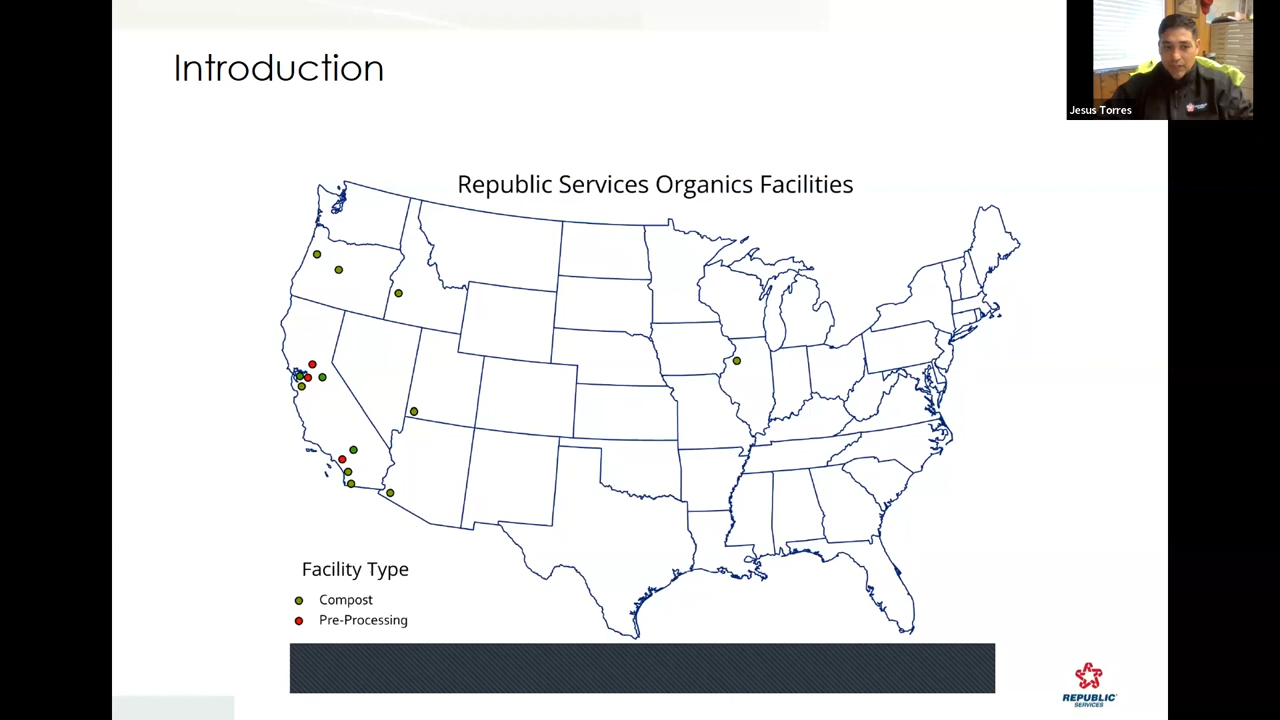 Introduction
Jesus Torres
Republic Services Organics Facilities
Facility Type
Compost
Pre-Processing
REPUBLIC
SERVICES